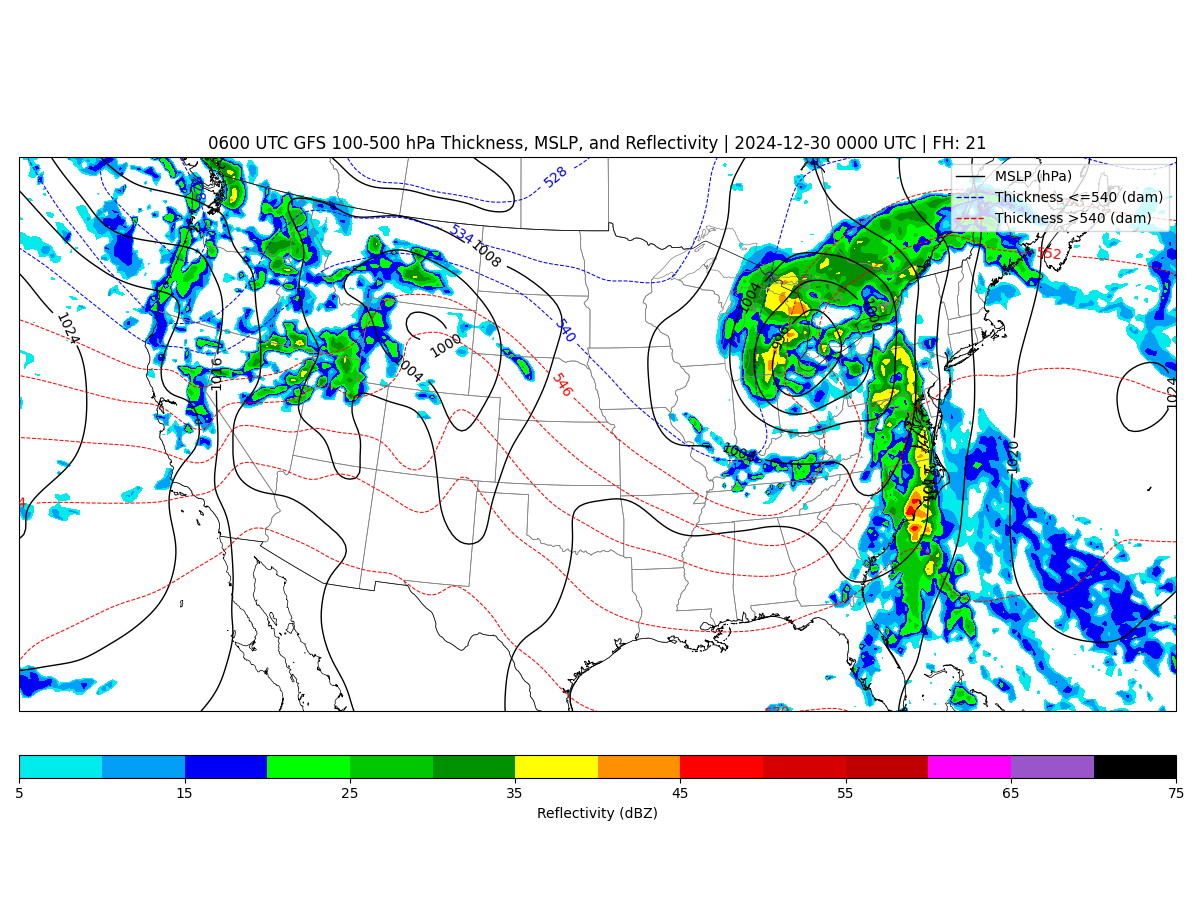 0600 UTC GFS 100-500 hPa Thickness, MSLP, and Reflectivity | 2024-12-30 0000 UTC | FH: 21
MSLP (hPa)
Thickness <=540 (dam)
Thickness >540 (dam)
528
534
1008
552
1004
1024
540
1000
996
1016
1004
546
1024
1004
1020
1008
5 15 25 35 45 55 65 75
Reflectivity (dBZ)